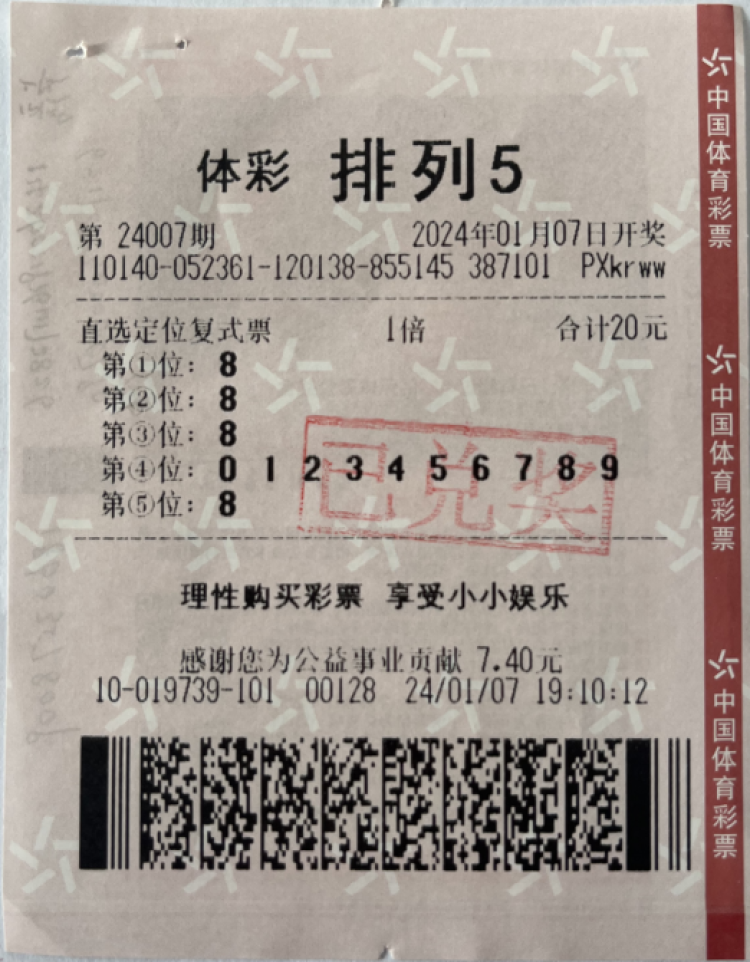 体彩 排列5
第 24007期 2024年01月07日开奖
110140-052361-120138-855145 387101 PXkrww
直选定位复式票 1倍 合计20元
第①位: 8
第②位: 8
第③位: 8
第④位: 0 1 2 3 4 5 6 7 8 9
第⑤位: 8
已兑奖
理性购买彩票 享受小小娱乐
感谢您为公益事业贡献 7.40元
10-019739-101 00128 24/01/07 19:10:12
中国体育彩票
中国体育彩票
中国体育彩票